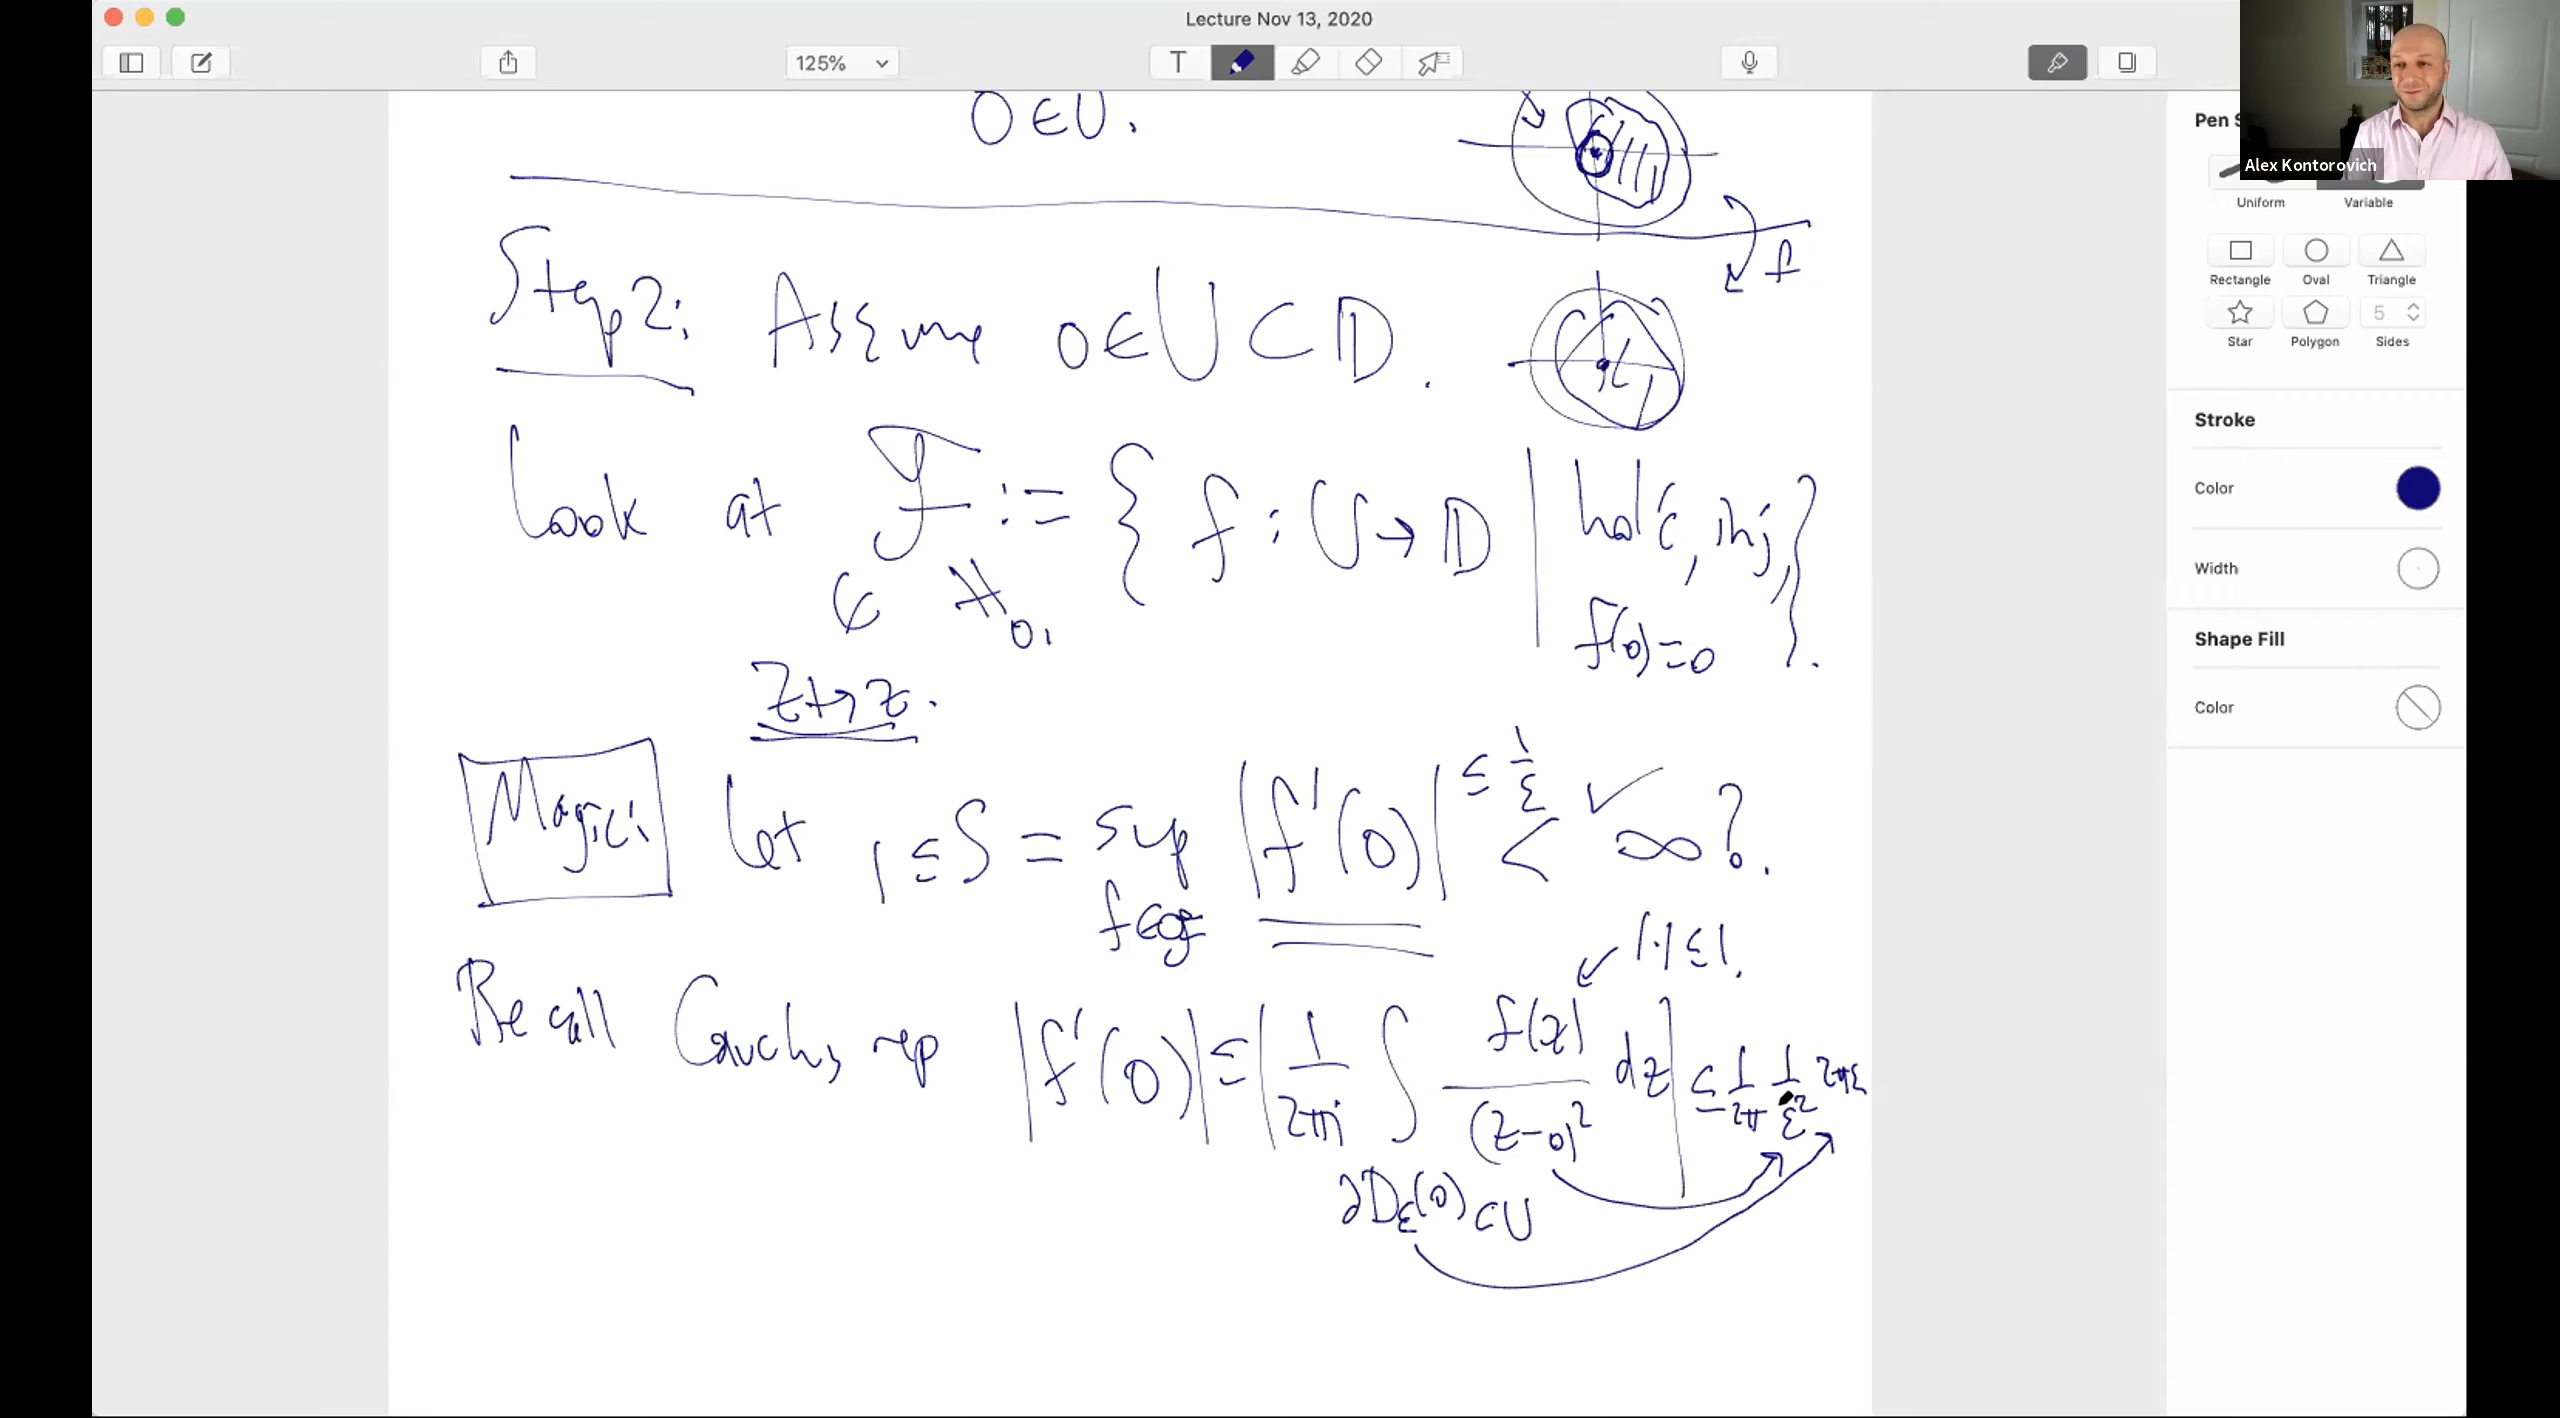 Lecture Nov 13, 2020
125%
T
Alex Kontorovich
Pen S
Uniform Variable
Rectangle Oval Triangle
5
Star Polygon Sides
Stroke
Color
Width
Shape Fill
Color
0 ∈ U.
f
Step 2: Assume 0 ∈ U ⊂ 𝔻.
Look at ℱ := { f : U → 𝔻 | hol'c, inj, f(0) = 0 }.
z ↦ z.
Magic: Let 1 ≤ S = sup_{f∈ℱ} |f'(0)| ≤ 1/ε < ∞ ? ✓.
|·| ≤ 1.
Recall Cauchy rep |f'(0)| ≤ | 1/2πi ∫_{∂D_ε(0) ⊂ U} f(z)/(z-0)² dz | ≤ 1/2π 1/ε² 2πε